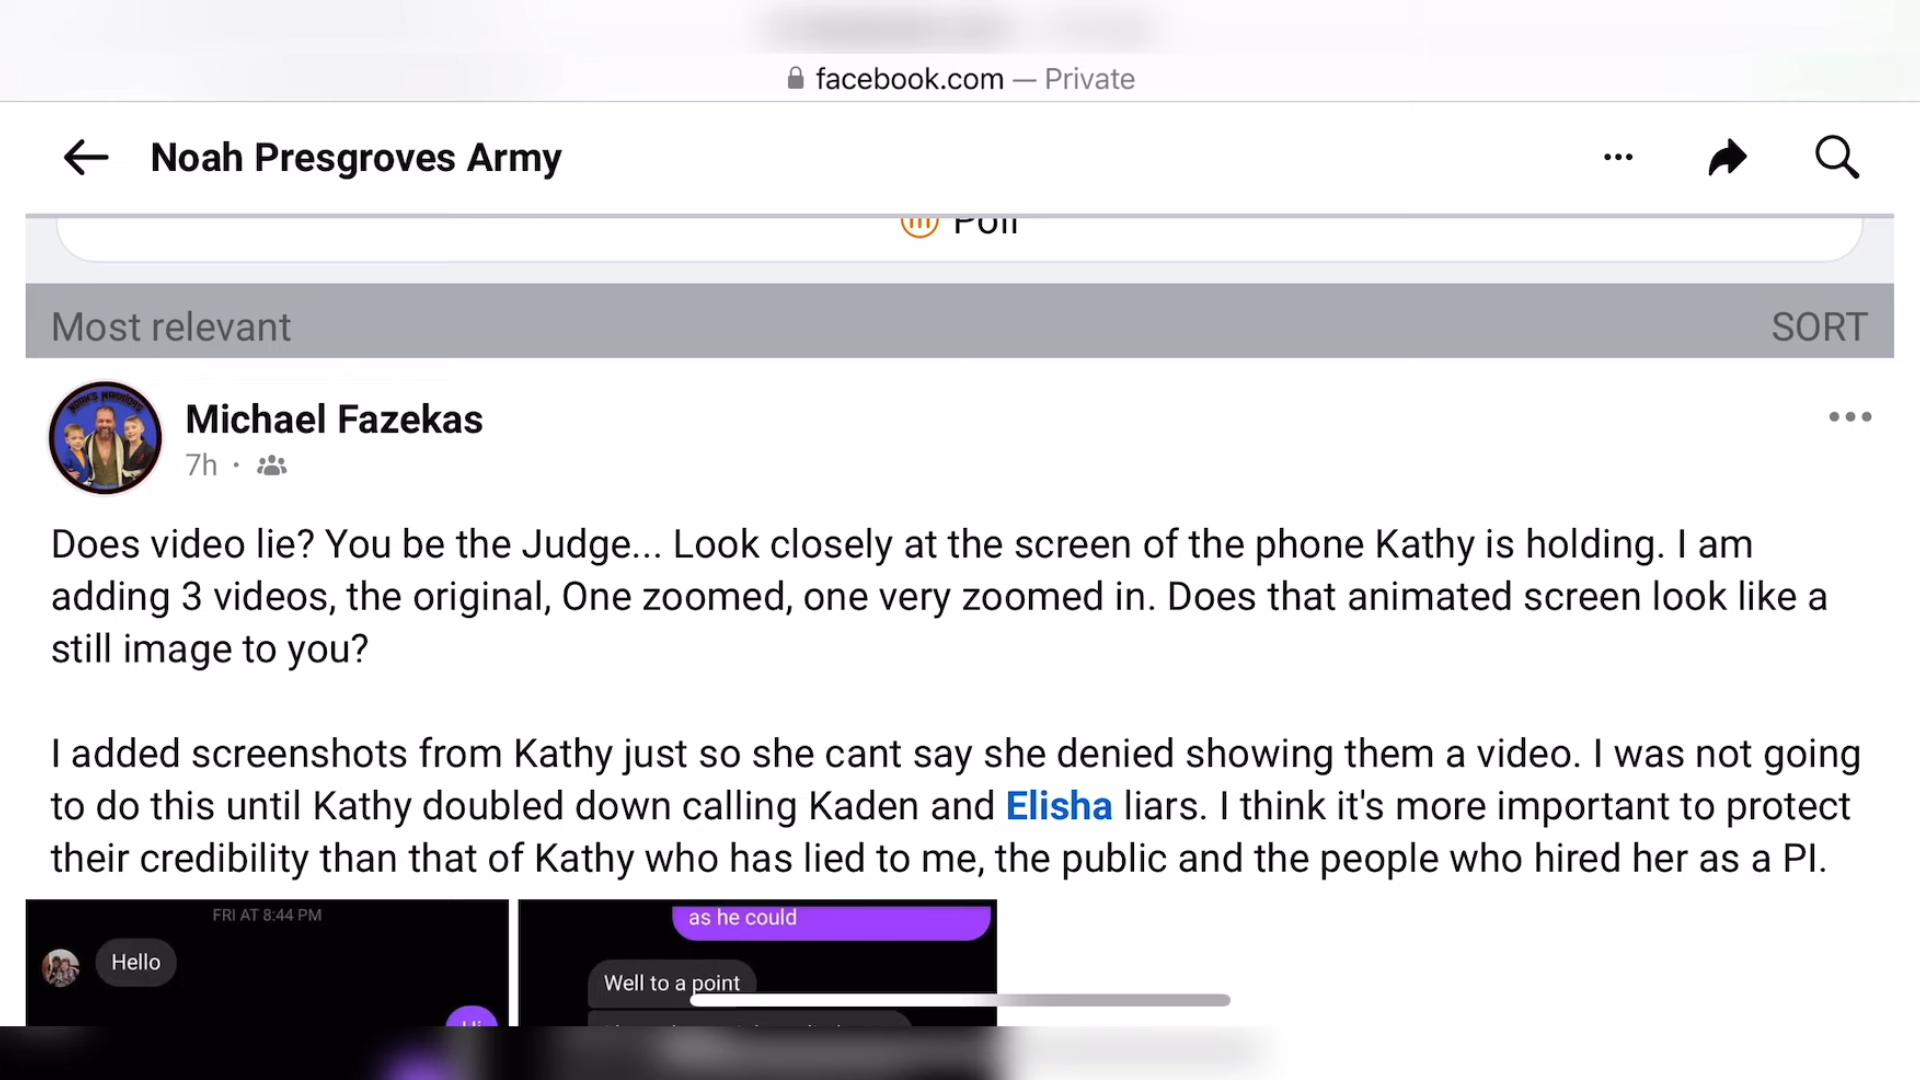 facebook.com — Private
Noah Presgroves Army
Poll
Most relevant
SORT
Michael Fazekas
7h ·
Does video lie? You be the Judge... Look closely at the screen of the phone Kathy is holding. I am
adding 3 videos, the original, One zoomed, one very zoomed in. Does that animated screen look like a
still image to you?
I added screenshots from Kathy just so she cant say she denied showing them a video. I was not going
to do this until Kathy doubled down calling Kaden and Elisha liars. I think it's more important to protect
their credibility than that of Kathy who has lied to me, the public and the people who hired her as a PI.
FRI AT 8:44 PM
Hello
Hi
as he could
Well to a point